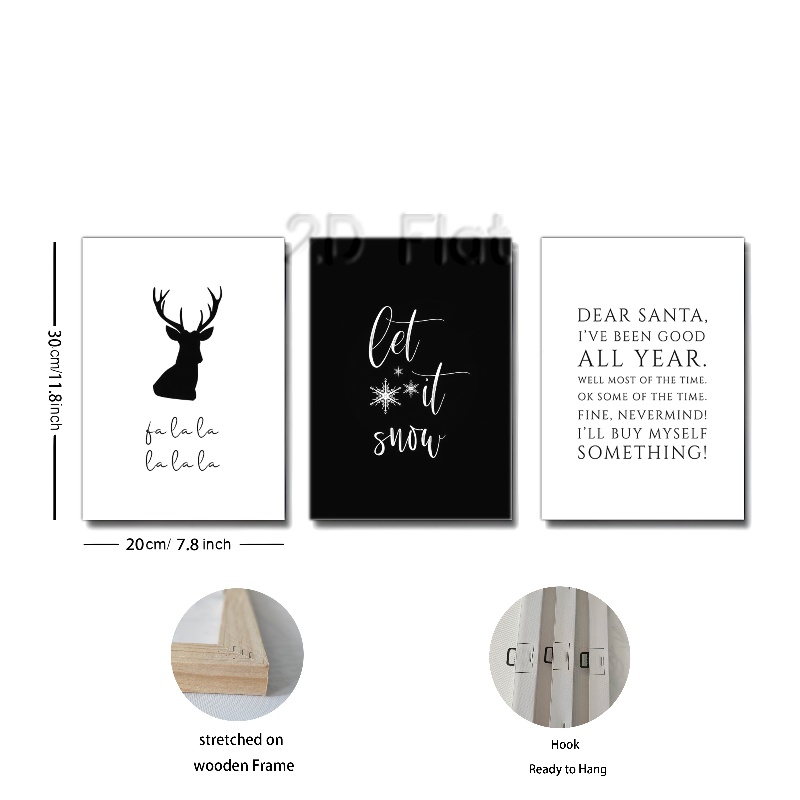 2D Flat
30cm/11.8inch
fa la la
la la la
let
it
snow
DEAR SANTA,
I'VE BEEN GOOD
ALL YEAR.
WELL MOST OF THE TIME.
OK SOME OF THE TIME.
FINE, NEVERMIND!
I'LL BUY MYSELF
SOMETHING!
20cm/ 7.8 inch
stretched on
wooden Frame
Hook
Ready to Hang